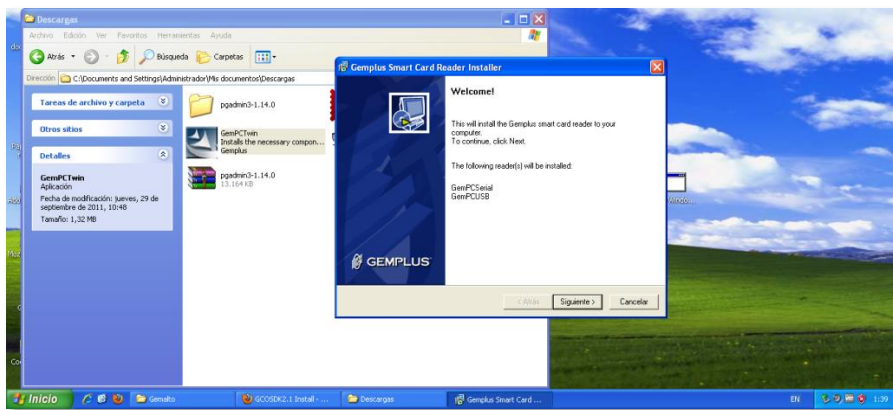 Descargas
Archivo Edición Ver Favoritos Herramientas Ayuda
Atrás Búsqueda Carpetas
Dirección C:\Documents and Settings\Administrador\Mis documentos\Descargas
Tareas de archivo y carpeta
Otros sitios
Detalles
GemPCTwin
Aplicación
Fecha de modificación: jueves, 29 de
septiembre de 2011, 10:48
Tamaño: 1,32 MB
pgadmin3-1.14.0
GemPCTwin
Installs the necessary compon...
Gemplus
pgadmin3-1.14.0
13.164 KB
Gemplus Smart Card Reader Installer
Welcome!
This will install the Gemplus smart card reader to your
computer.
To continue, click Next.
The following reader(s) will be installed:
GemPCSerial
GemPCUSB
GEMPLUS
< Atrás Siguiente > Cancelar
Inicio Gemalto GCOSDK2.1 Install - ... Descargas Gemplus Smart Card ... EN 1:39